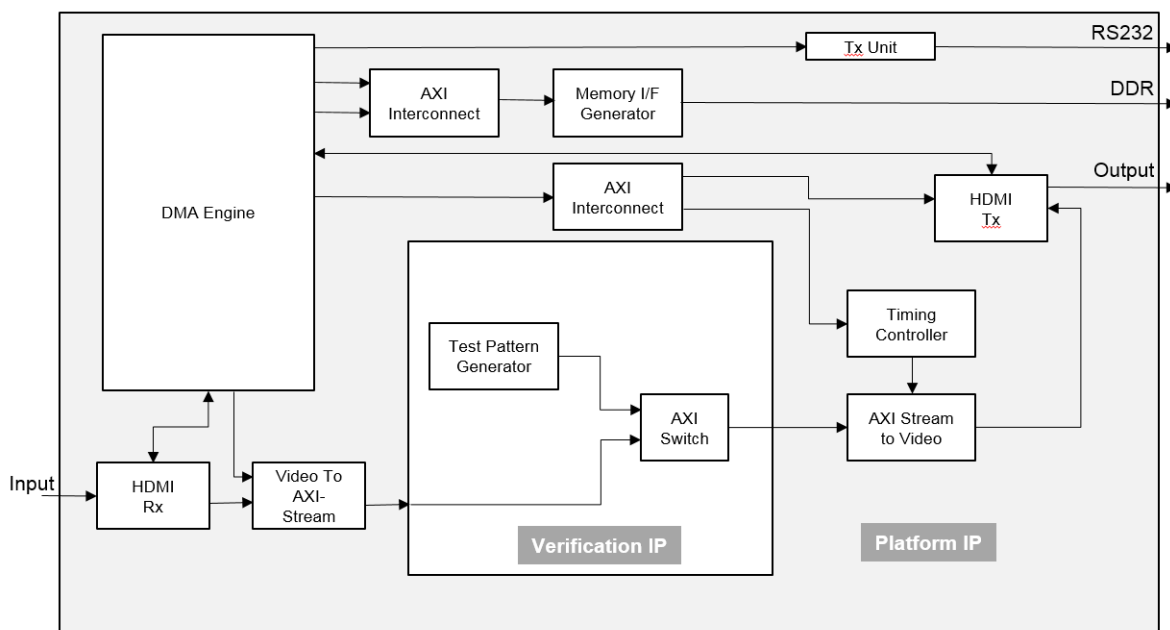 RS232
Tx Unit
DDR
AXI
Interconnect
Memory I/F
Generator
Output
DMA Engine
AXI
Interconnect
HDMI
Tx
Test Pattern
Generator
Timing
Controller
AXI
Switch
AXI Stream
to Video
Input
HDMI
Rx
Video To
AXI-
Stream
Verification IP
Platform IP